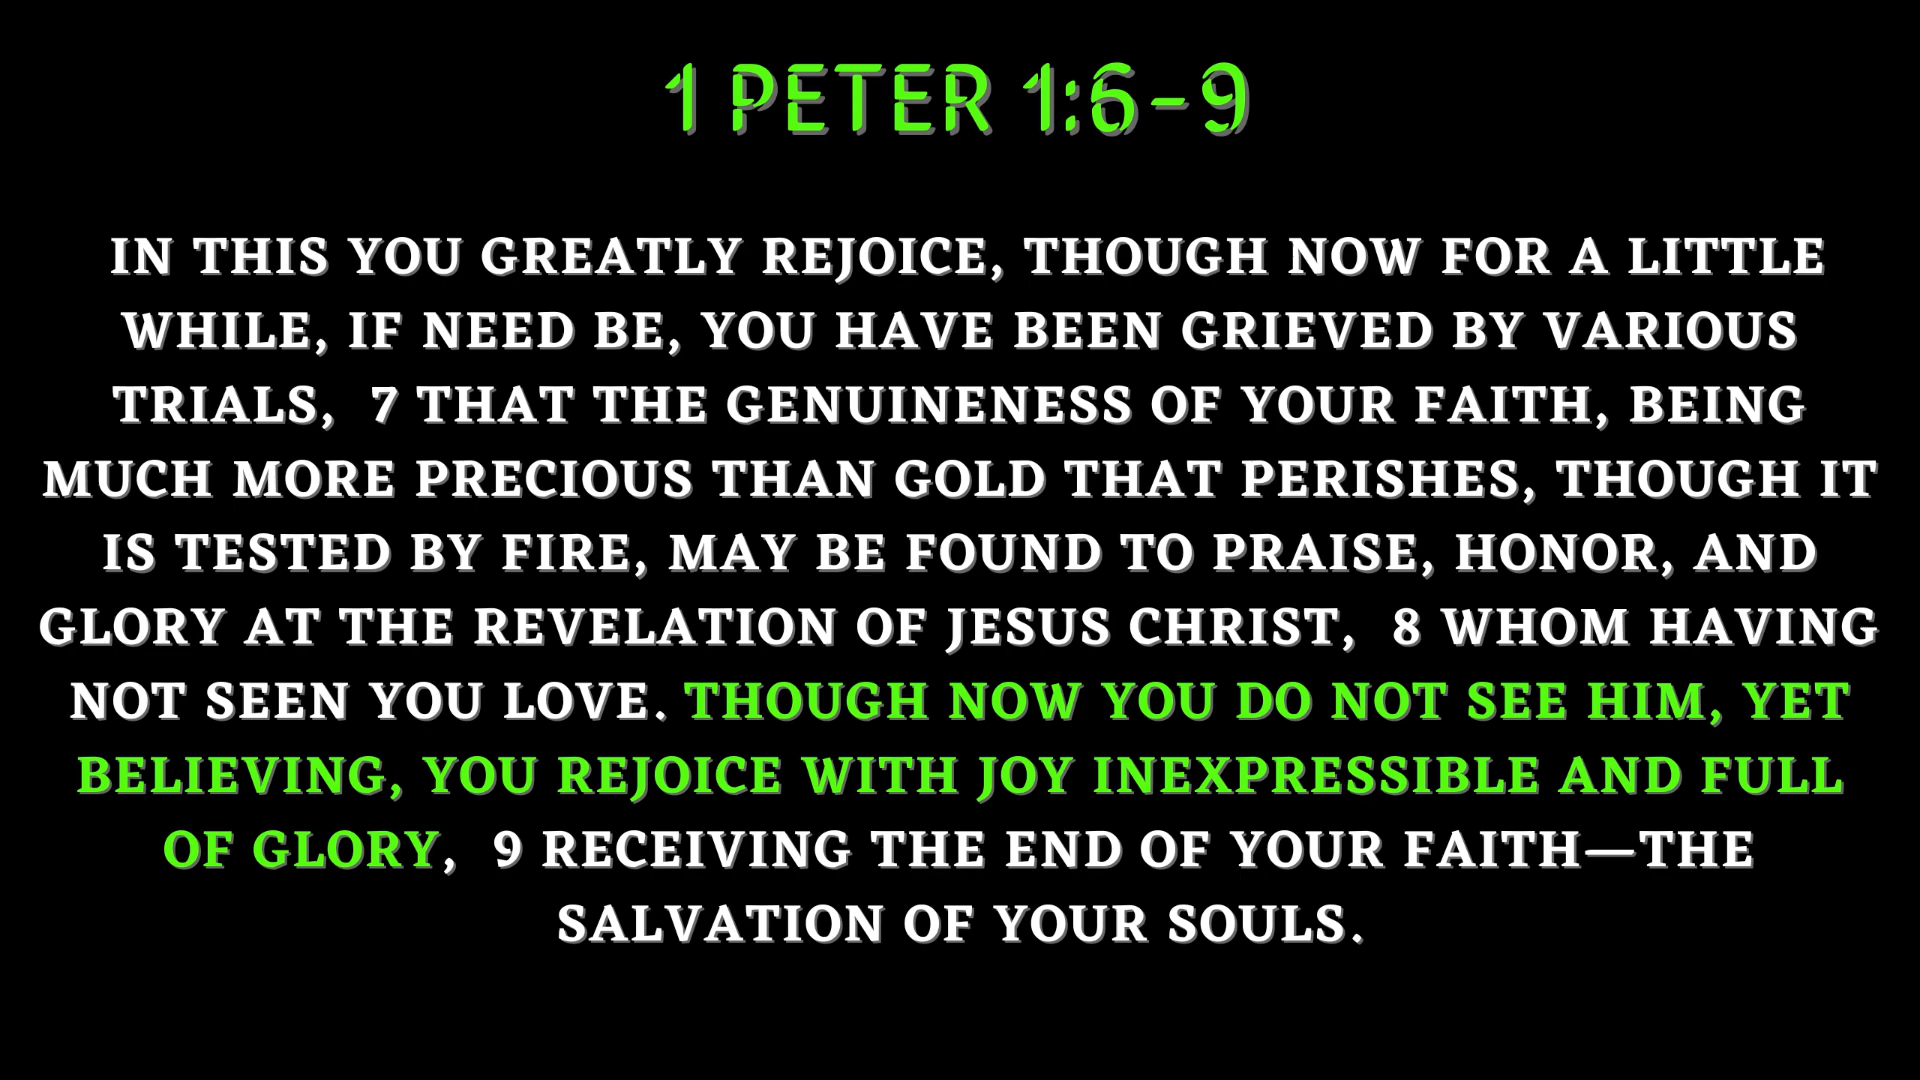 1 PETER 1:6-9
IN THIS YOU GREATLY REJOICE, THOUGH NOW FOR A LITTLE
WHILE, IF NEED BE, YOU HAVE BEEN GRIEVED BY VARIOUS
TRIALS,  7 THAT THE GENUINENESS OF YOUR FAITH, BEING
MUCH MORE PRECIOUS THAN GOLD THAT PERISHES, THOUGH IT
IS TESTED BY FIRE, MAY BE FOUND TO PRAISE, HONOR, AND
GLORY AT THE REVELATION OF JESUS CHRIST,  8 WHOM HAVING
NOT SEEN YOU LOVE. THOUGH NOW YOU DO NOT SEE HIM, YET
BELIEVING, YOU REJOICE WITH JOY INEXPRESSIBLE AND FULL
OF GLORY,  9 RECEIVING THE END OF YOUR FAITH—THE
SALVATION OF YOUR SOULS.